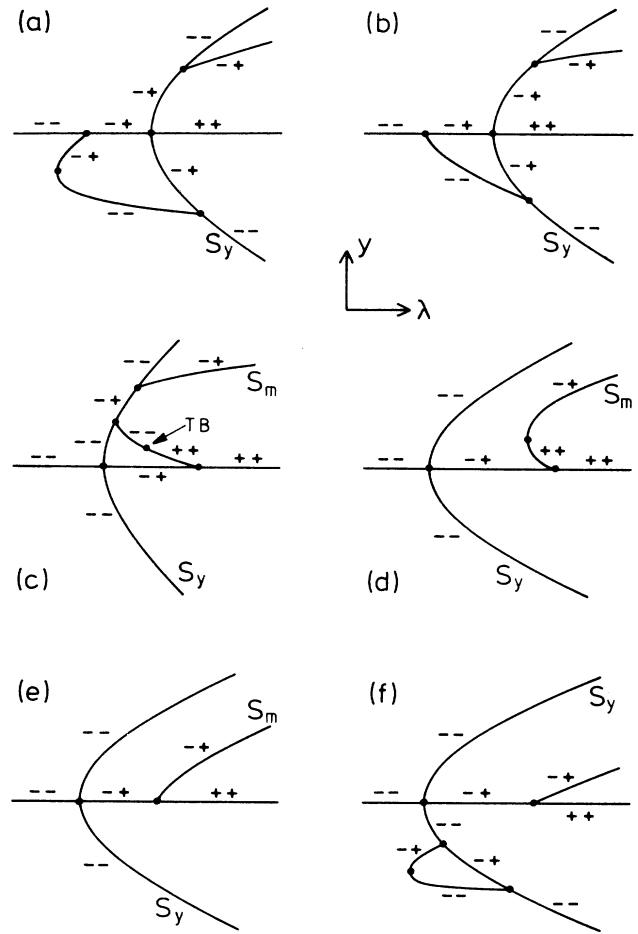 (a)
--
-+
-+
-- -+ ++
-+ -+
--
Sy --
(b)
--
-+
-+
-- -+ ++
-+
--
Sy --
y
λ
(c)
-- -+
Sm
-+
TB
-- --
++
-- -+ ++
--
Sy
(d)
--
-+
Sm
++
-- -+ ++
--
Sy
(e)
Sm
--
-+
-- -+ ++
--
Sy
(f)
Sy
--
-+
-- -+
++
--
-+ -+
-- --